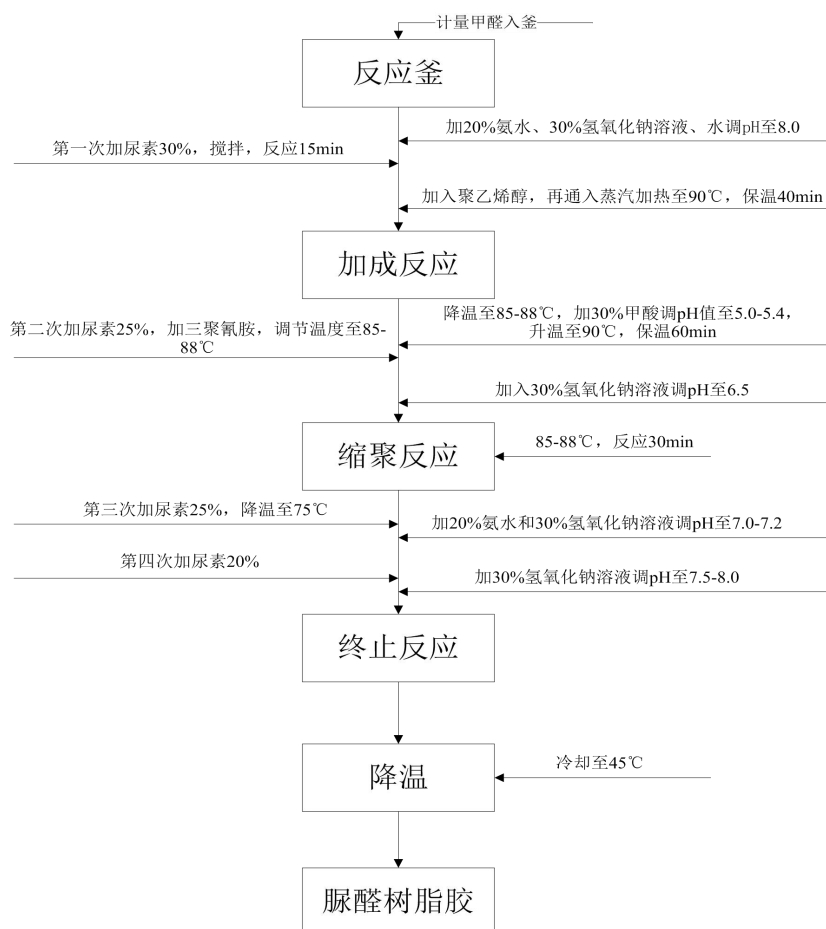 计量甲醛入釜
反应釜
加20%氨水、30%氢氧化钠溶液、水调pH至8.0
第一次加尿素30%，搅拌，反应15min
加入聚乙烯醇，再通入蒸汽加热至90℃，保温40min
加成反应
降温至85-88℃，加30%甲酸调pH值至5.0-5.4，
升温至90℃，保温60min
第二次加尿素25%，加三聚氰胺，调节温度至85-
88℃
加入30%氢氧化钠溶液调pH至6.5
缩聚反应
85-88℃，反应30min
第三次加尿素25%，降温至75℃
加20%氨水和30%氢氧化钠溶液调pH至7.0-7.2
第四次加尿素20%
加30%氢氧化钠溶液调pH至7.5-8.0
终止反应
降温
冷却至45℃
脲醛树脂胶